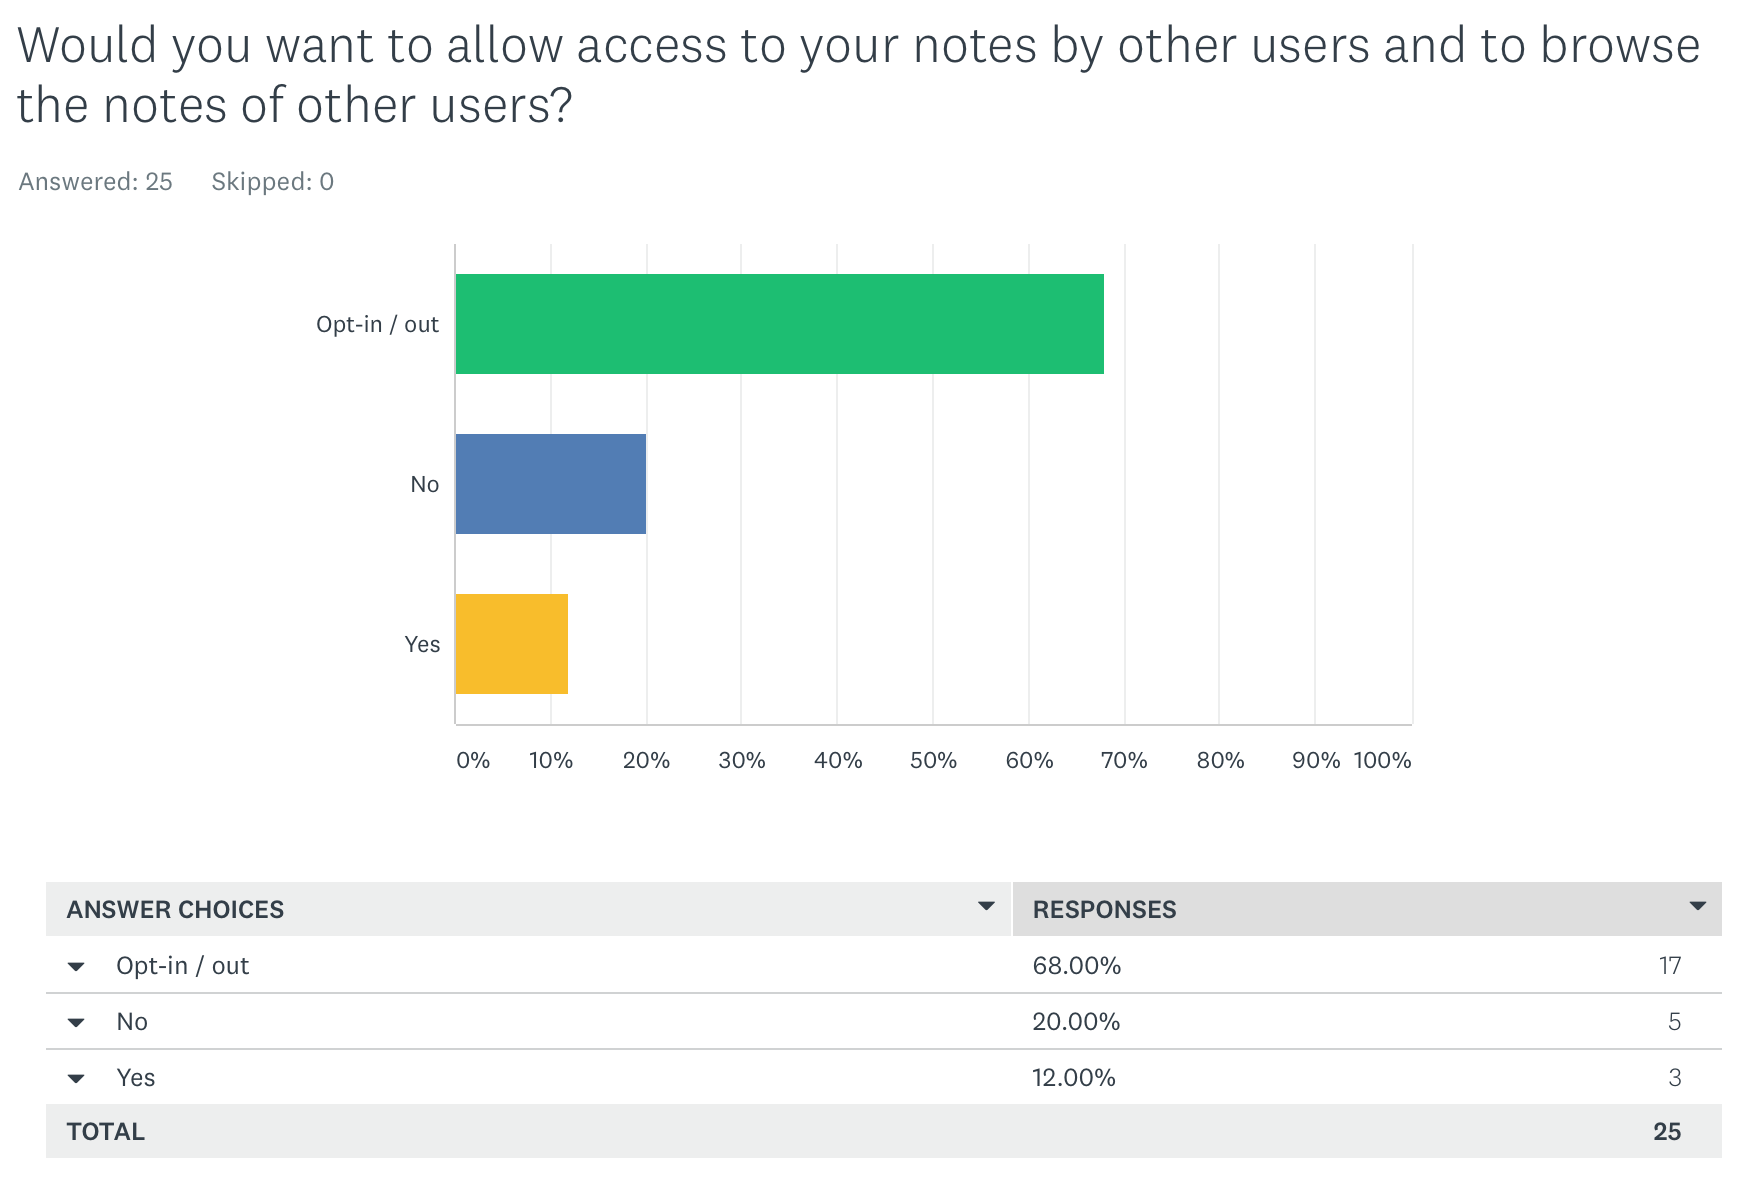 Would you want to allow access to your notes by other users and to browse
the notes of other users?
Answered: 25 Skipped: 0
Opt-in / out
No
Yes
0% 10% 20% 30% 40% 50% 60% 70% 80% 90% 100%
ANSWER CHOICES RESPONSES
Opt-in / out 68.00% 17
No 20.00% 5
Yes 12.00% 3
TOTAL 25